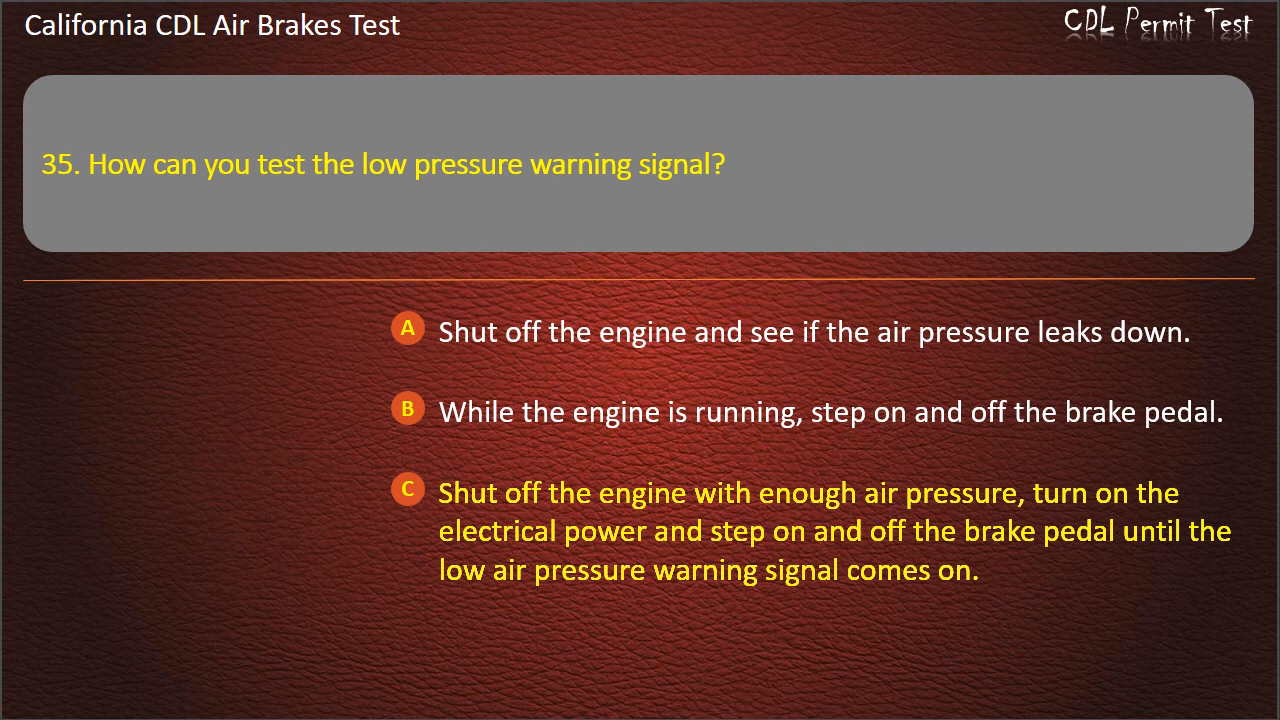 California CDL Air Brakes Test
CDL Permit Test
35. How can you test the low pressure warning signal?
A Shut off the engine and see if the air pressure leaks down.
B While the engine is running, step on and off the brake pedal.
C Shut off the engine with enough air pressure, turn on the
electrical power and step on and off the brake pedal until the
low air pressure warning signal comes on.